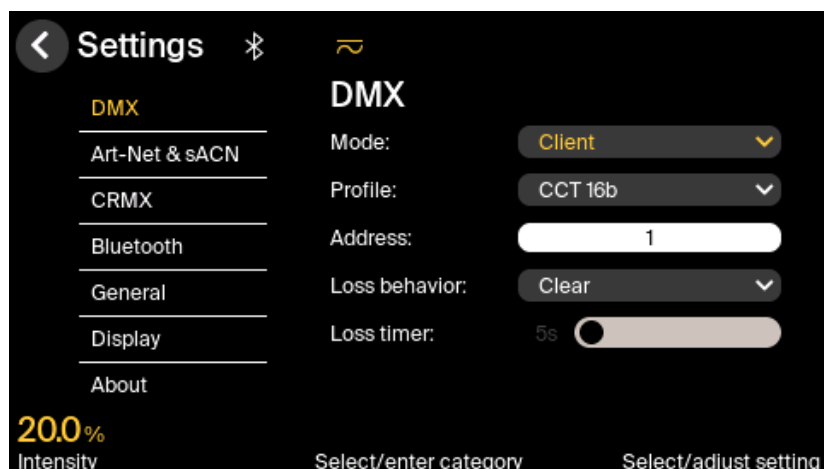 Settings
DMX
Art-Net & sACN
CRMX
Bluetooth
General
Display
About
DMX
Mode: Client
Profile: CCT 16b
Address: 1
Loss behavior: Clear
Loss timer: 5s
20.0%
Intensity
Select/enter category
Select/adjust setting